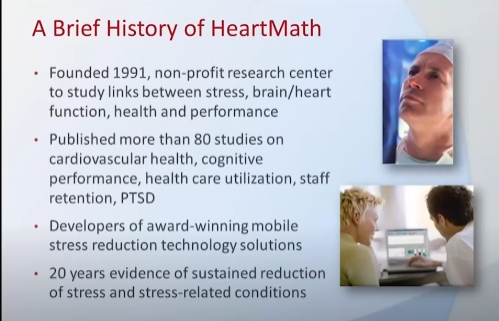 A Brief History of HeartMath
• Founded 1991, non-profit research center
to study links between stress, brain/heart
function, health and performance
• Published more than 80 studies on
cardiovascular health, cognitive
performance, health care utilization, staff
retention, PTSD
• Developers of award-winning mobile
stress reduction technology solutions
• 20 years evidence of sustained reduction
of stress and stress-related conditions